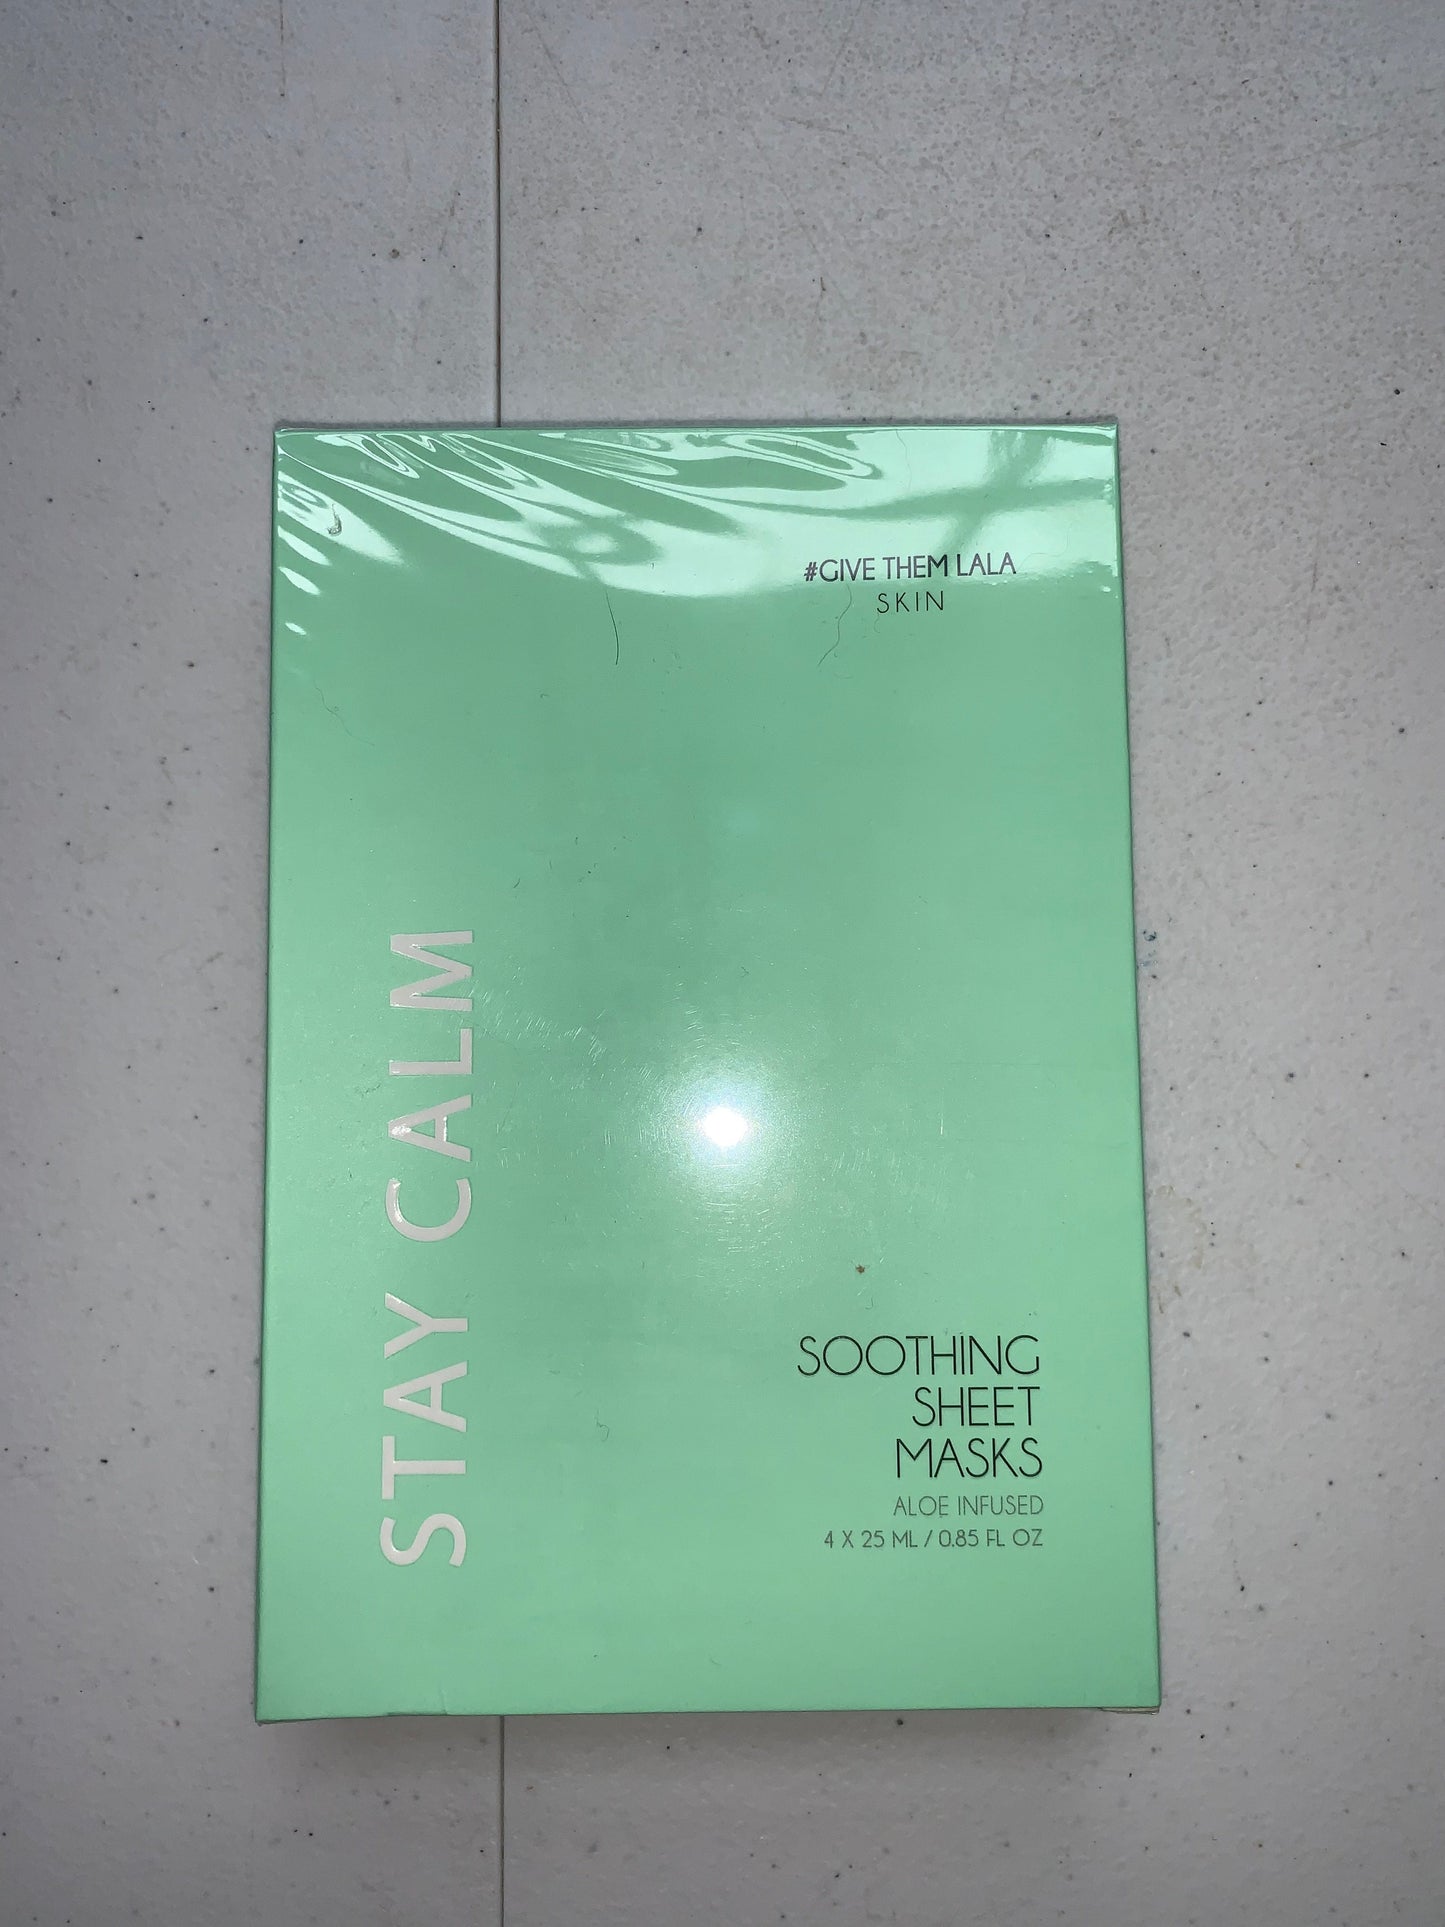 #GIVE THEM LALA
SKIN
STAY CALM
SOOTHING
SHEET
MASKS
ALOE INFUSED
4 X 25 ML / 0.85 FL OZ